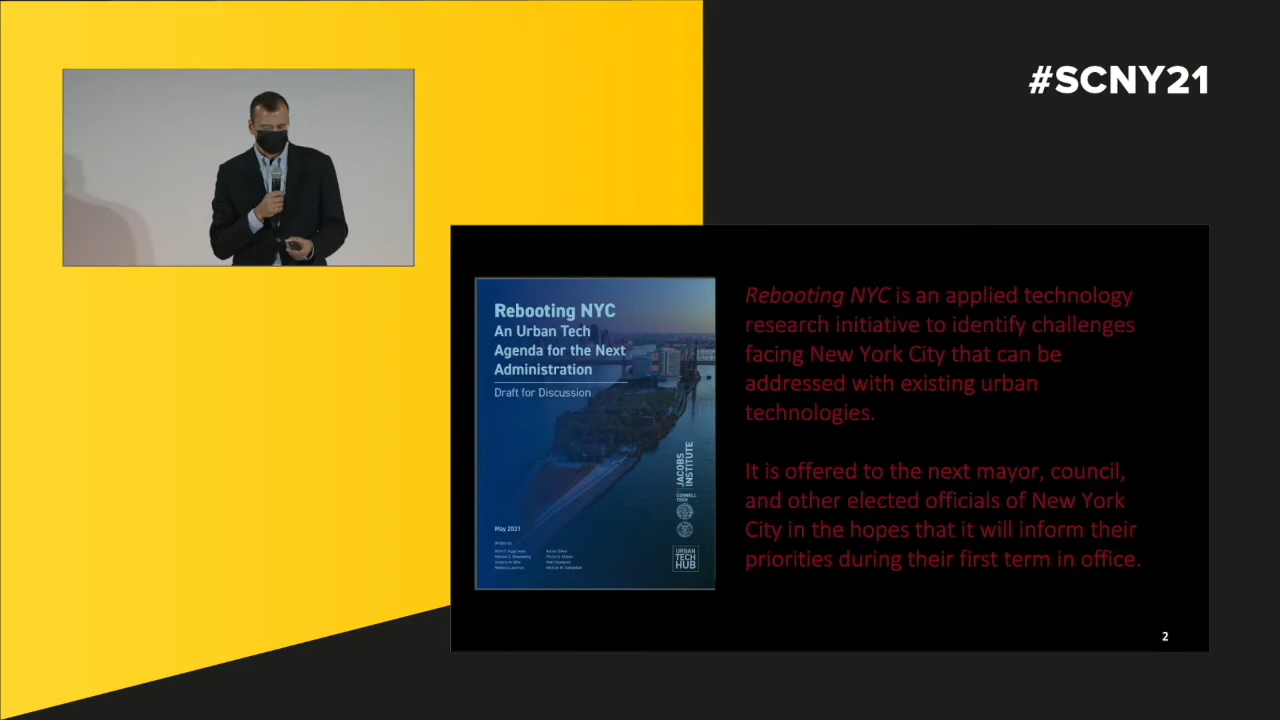 #SCNY21
Rebooting NYC
An Urban Tech
Agenda for the Next
Administration
Draft for Discussion
JACOBS
INSTITUTE
CORNELL
TECH
May 2021
URBAN
TECH
HUB
Rebooting NYC is an applied technology
research initiative to identify challenges
facing New York City that can be
addressed with existing urban
technologies.
It is offered to the next mayor, council,
and other elected officials of New York
City in the hopes that it will inform their
priorities during their first term in office.
2